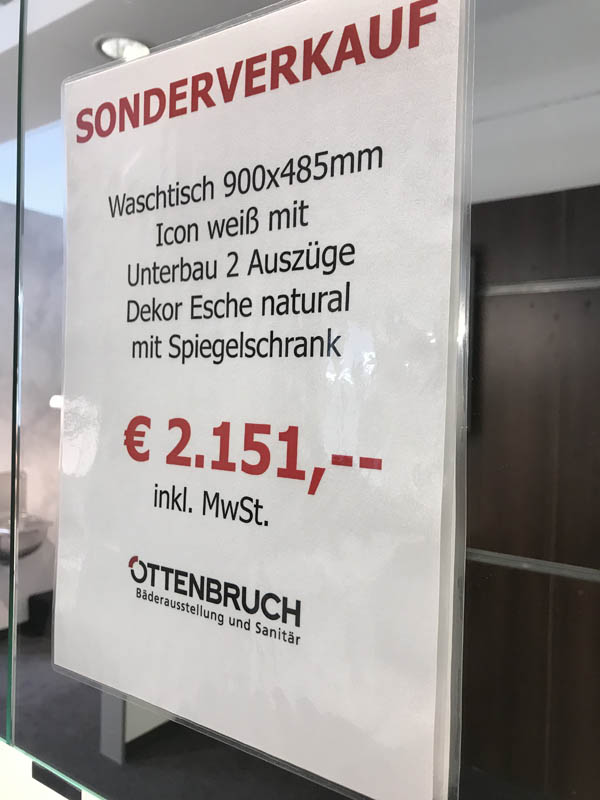 SONDERVERKAUF
Waschtisch 900x485mm
Icon weiß mit
Unterbau 2 Auszüge
Dekor Esche natural
mit Spiegelschrank
€ 2.151,--
inkl. MwSt.
OTTENBRUCH
Bäderausstellung und Sanitär